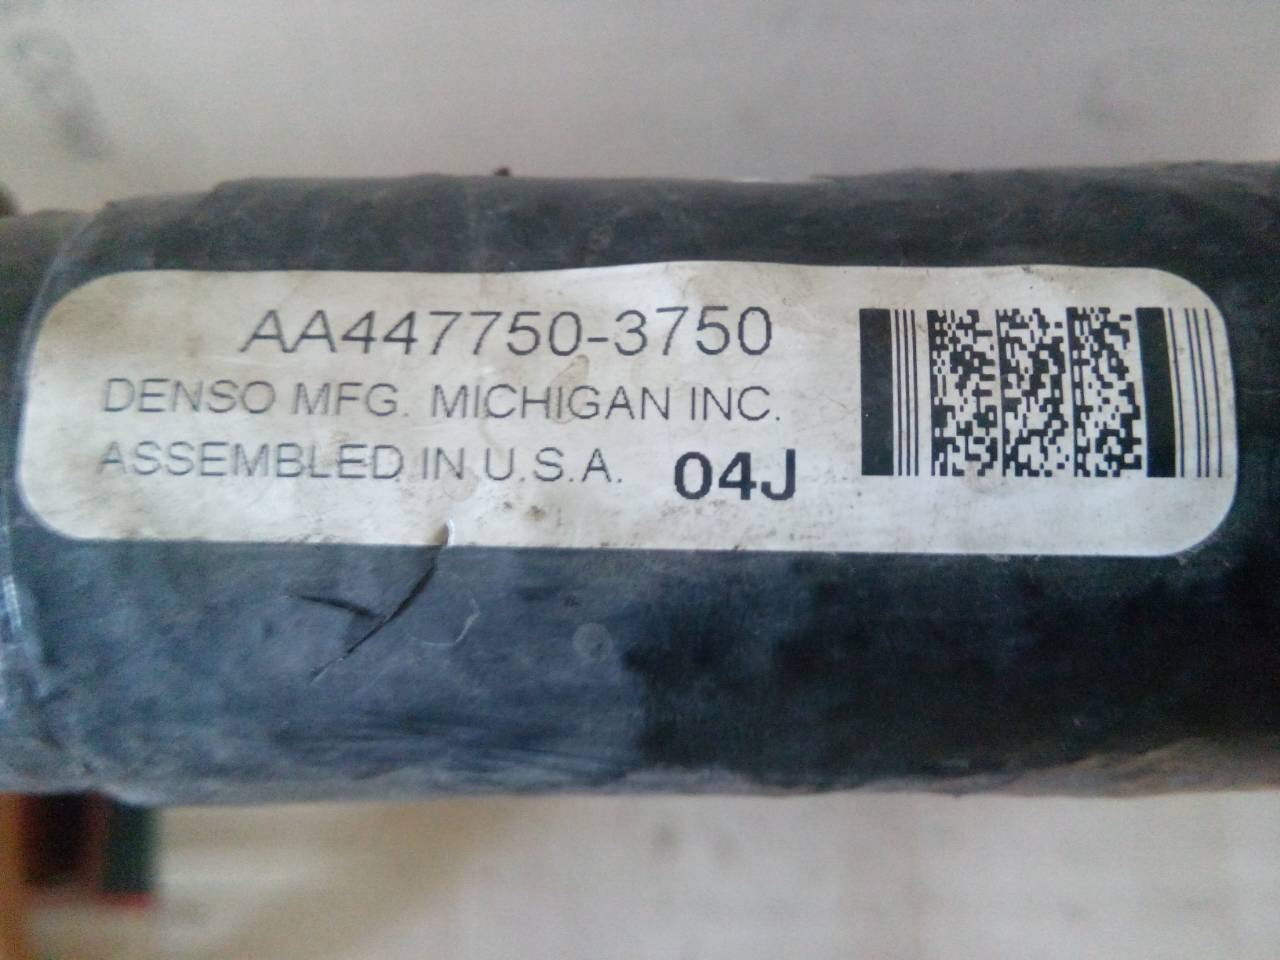 AA447750-3750
DENSO MFG. MICHIGAN INC.
ASSEMBLED IN U.S.A. 04J